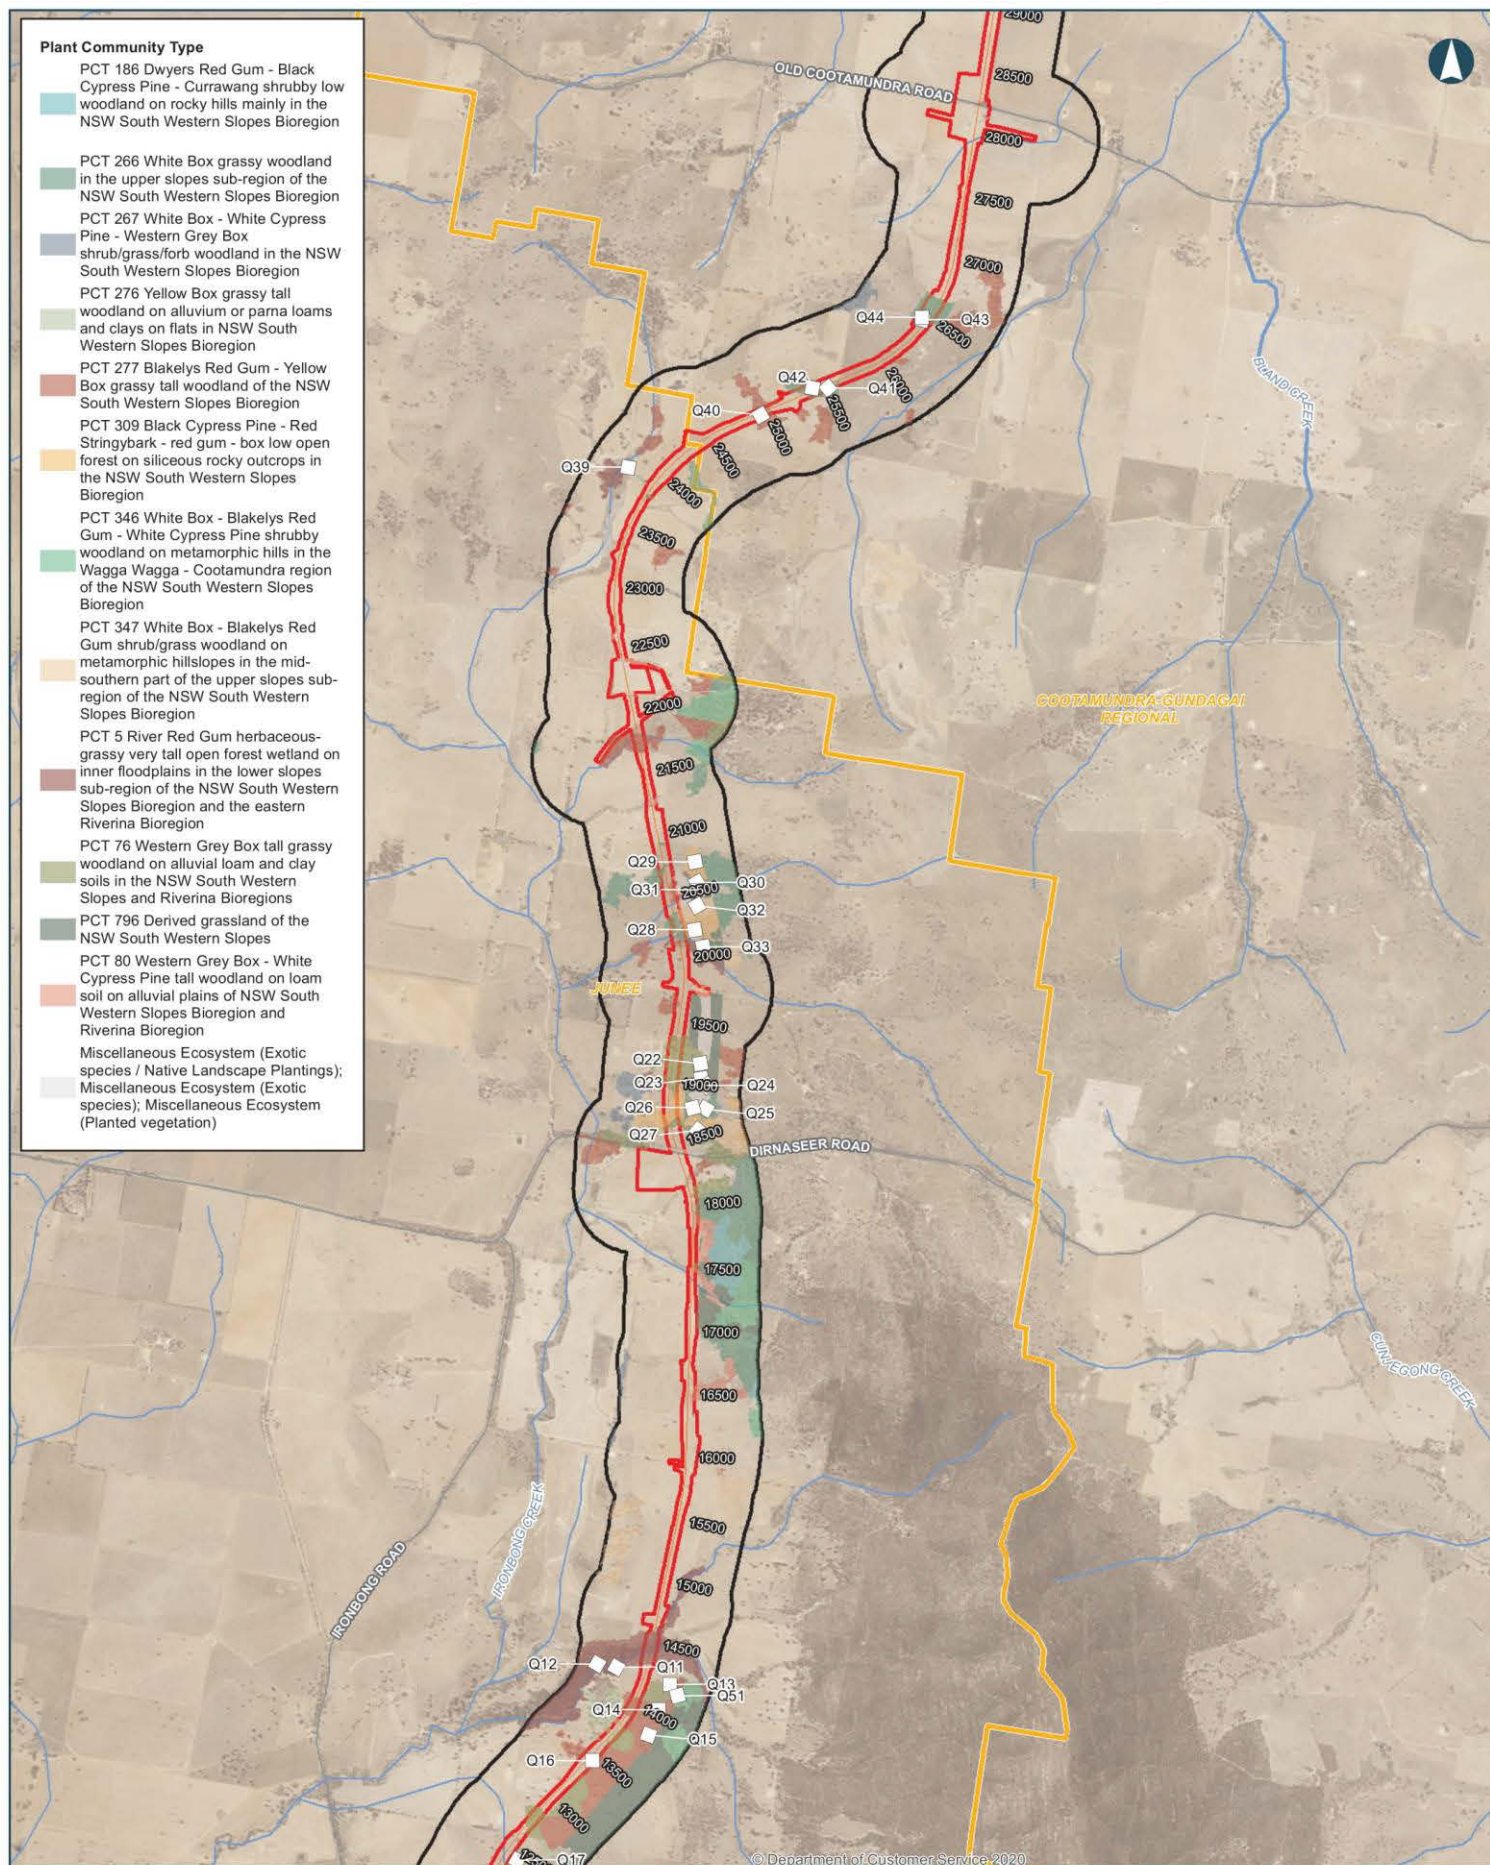 Plant Community Type
PCT 186 Dwyers Red Gum - Black
Cypress Pine - Currawang shrubby low
woodland on rocky hills mainly in the
NSW South Western Slopes Bioregion
PCT 266 White Box grassy woodland
in the upper slopes sub-region of the
NSW South Western Slopes Bioregion
PCT 267 White Box - White Cypress
Pine - Western Grey Box
shrub/grass/forb woodland in the NSW
South Western Slopes Bioregion
PCT 276 Yellow Box grassy tall
woodland on alluvium or parna loams
and clays on flats in NSW South
Western Slopes Bioregion
PCT 277 Blakelys Red Gum - Yellow
Box grassy tall woodland of the NSW
South Western Slopes Bioregion
PCT 309 Black Cypress Pine - Red
Stringybark - red gum - box low open
forest on siliceous rocky outcrops in
the NSW South Western Slopes
Bioregion
PCT 346 White Box - Blakelys Red
Gum - White Cypress Pine shrubby
woodland on metamorphic hills in the
Wagga Wagga - Cootamundra region
of the NSW South Western Slopes
Bioregion
PCT 347 White Box - Blakelys Red
Gum shrub/grass woodland on
metamorphic hillslopes in the mid-
southern part of the upper slopes sub-
region of the NSW South Western
Slopes Bioregion
PCT 5 River Red Gum herbaceous-
grassy very tall open forest wetland on
inner floodplains in the lower slopes
sub-region of the NSW South Western
Slopes Bioregion and the eastern
Riverina Bioregion
PCT 76 Western Grey Box tall grassy
woodland on alluvial loam and clay
soils in the NSW South Western
Slopes and Riverina Bioregions
PCT 796 Derived grassland of the
NSW South Western Slopes
PCT 80 Western Grey Box - White
Cypress Pine tall woodland on loam
soil on alluvial plains of NSW South
Western Slopes Bioregion and
Riverina Bioregion
Miscellaneous Ecosystem (Exotic
species / Native Landscape Plantings);
Miscellaneous Ecosystem (Exotic
species); Miscellaneous Ecosystem
(Planted vegetation)
29000
OLD COOTAMUNDRA ROAD
28500
28000
27500
27000
Q44
Q43
26500
BLAND CREEK
Q42
Q41
26000
25500
Q40
25000
24500
Q39
24000
23500
23000
22500
COOTAMUNDRA-GUNDAGAI
REGIONAL
22000
21500
21000
Q29
Q31
20500
Q30
Q32
Q28
Q33
20000
JUNEE
19500
Q22
Q23
19000
Q24
Q26
Q25
Q27
18500
DIRNASEER ROAD
18000
17500
17000
CUNJEGONG CREEK
16500
16000
15500
IRONBONG CREEK
IRONBONG ROAD
15000
14500
Q12
Q11
Q13
Q51
Q14
14000
Q15
Q16
13500
13000
Q17
© Department of Customer Service 2020